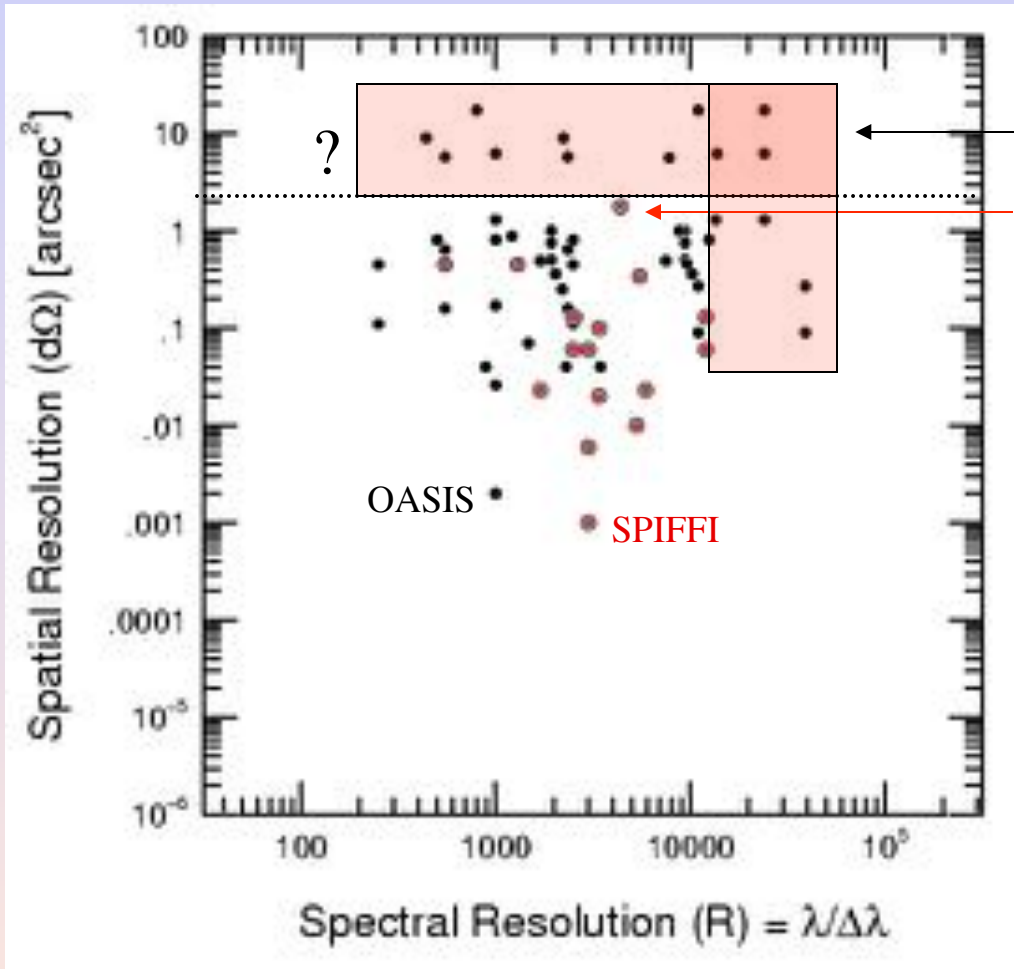 100
10
1
.1
.01
.001
.0001
10⁻⁵
10⁻⁶
Spatial Resolution (dΩ) [arcsec²]
?
OASIS
SPIFFI
100 1000 10000 10⁵
Spectral Resolution (R) = λ/Δλ